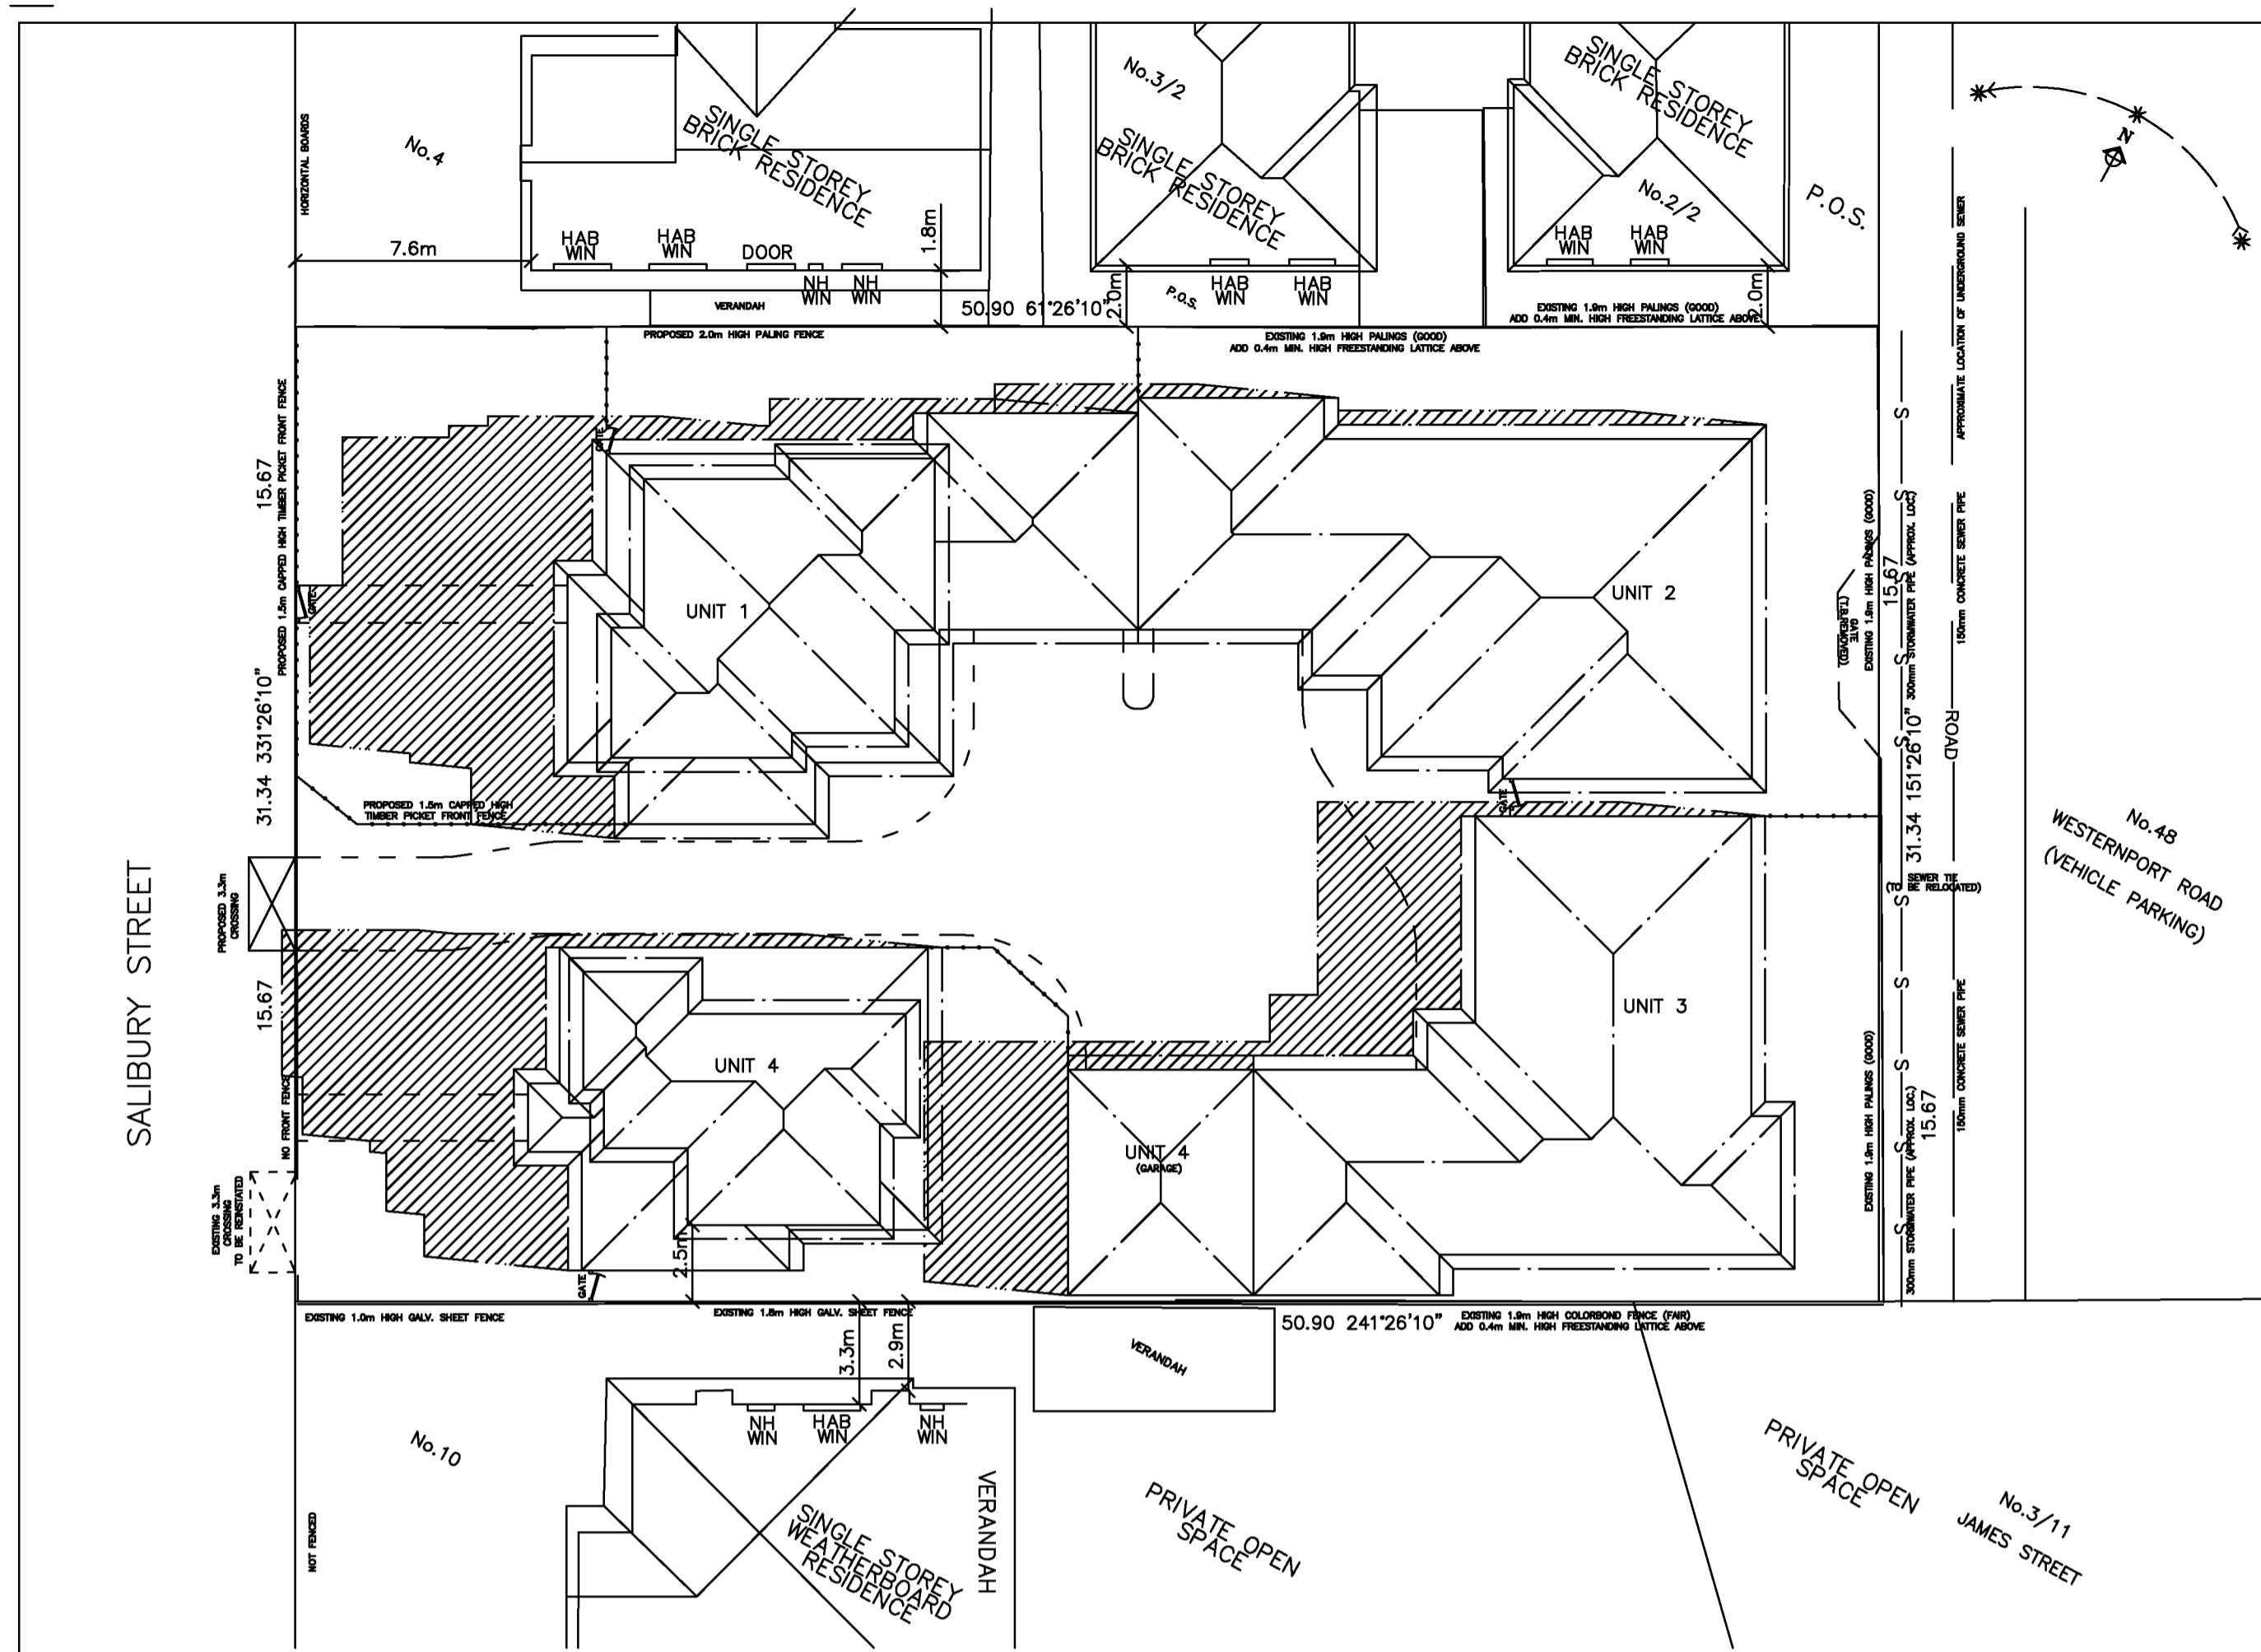 No.4
SINGLE STOREY
BRICK RESIDENCE
No.3/2
SINGLE STOREY
BRICK RESIDENCE
SINGLE STOREY
BRICK RESIDENCE
No.2/2
P.O.S.
N
HORIZONTAL BOARDS
7.6m
HAB
WIN
HAB
WIN
DOOR
NH
WIN
NH
WIN
1.8m
VERANDAH
50.90 61°26'10"
2.0m
P.O.S.
HAB
WIN
HAB
WIN
HAB
WIN
HAB
WIN
2.0m
EXISTING 1.9m HIGH PALINGS (GOOD)
ADD 0.4m MIN. HIGH FREESTANDING LATTICE ABOVE
PROPOSED 2.0m HIGH PALING FENCE
EXISTING 1.9m HIGH PALINGS (GOOD)
ADD 0.4m MIN. HIGH FREESTANDING LATTICE ABOVE
APPROXIMATE LOCATION OF UNDERGROUND SEWER
15.67
PROPOSED 1.5m CAPPED HIGH TIMBER PICKET FRONT FENCE
GATE
GATE
UNIT 1
UNIT 2
GATE
(T.B.REMOVED)
EXISTING 1.9m HIGH PALINGS (GOOD)
15.67
S
S
S
S
S
300mm STORMWATER PIPE (APPROX. LOC.)
150mm CONCRETE SEWER PIPE
31.34 331°26'10"
PROPOSED 1.5m CAPPED HIGH
TIMBER PICKET FRONT FENCE
GATE
31.34 151°26'10"
ROAD
No.48
WESTERNPORT ROAD
(VEHICLE PARKING)
SALIBURY STREET
PROPOSED 3.3m
CROSSING
SEWER TIE
(TO BE RELOCATED)
15.67
UNIT 3
UNIT 4
UNIT 4
(GARAGE)
NO FRONT FENCE
EXISTING 3.3m
CROSSING
TO BE REINSTATED
GATE
2.5m
EXISTING 1.9m HIGH PALINGS (GOOD)
S
S
S
S
S
300mm STORMWATER PIPE (APPROX. LOC.)
15.67
150mm CONCRETE SEWER PIPE
EXISTING 1.0m HIGH GALV. SHEET FENCE
EXISTING 1.8m HIGH GALV. SHEET FENCE
50.90 241°26'10"
EXISTING 1.9m HIGH COLORBOND FENCE (FAIR)
ADD 0.4m MIN. HIGH FREESTANDING LATTICE ABOVE
3.3m
2.9m
VERANDAH
NH
WIN
HAB
WIN
NH
WIN
No.10
NOT FENCED
SINGLE STOREY
WEATHERBOARD
RESIDENCE
VERANDAH
PRIVATE OPEN
SPACE
PRIVATE OPEN
SPACE
No.3/11
JAMES STREET